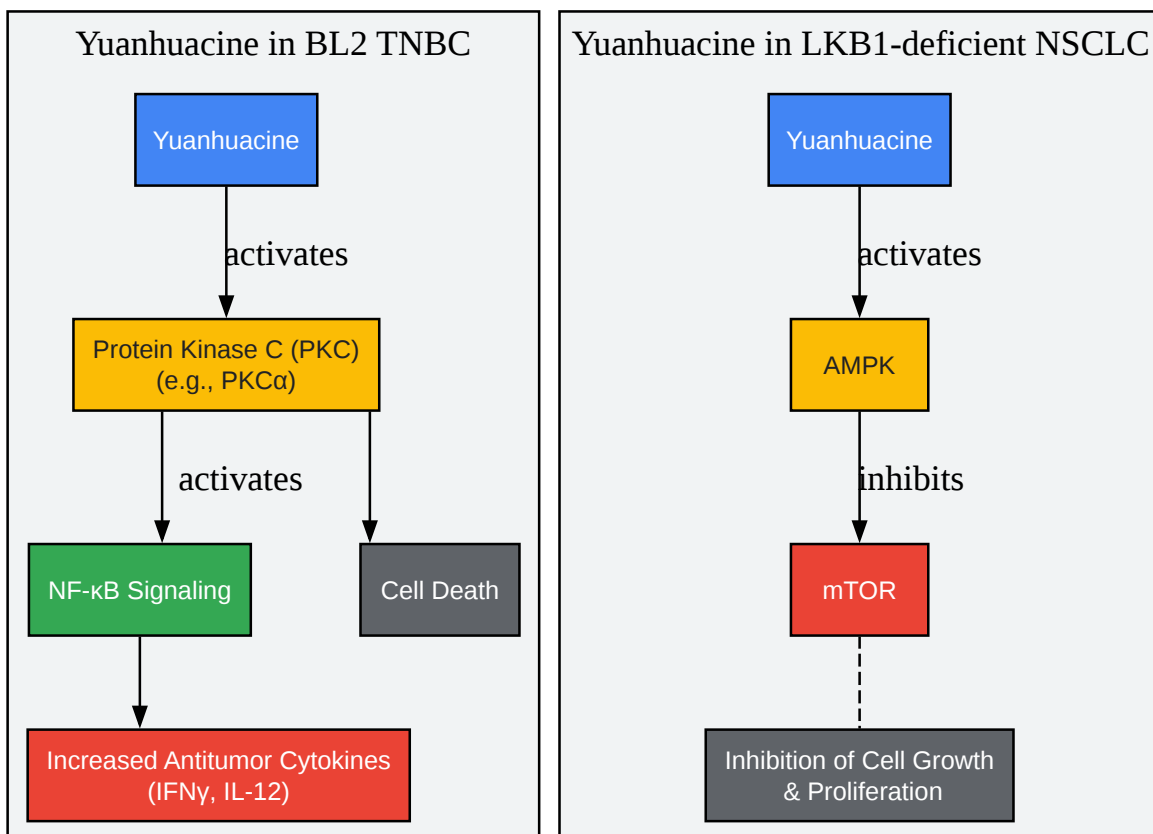 Yuanhuacine in BL2 TNBC
Yuanhuacine
activates
Protein Kinase C (PKC)
(e.g., PKCα)
activates
NF-κB Signaling
Cell Death
Increased Antitumor Cytokines
(IFNγ, IL-12)
Yuanhuacine in LKB1-deficient NSCLC
Yuanhuacine
activates
AMPK
inhibits
mTOR
Inhibition of Cell Growth
& Proliferation